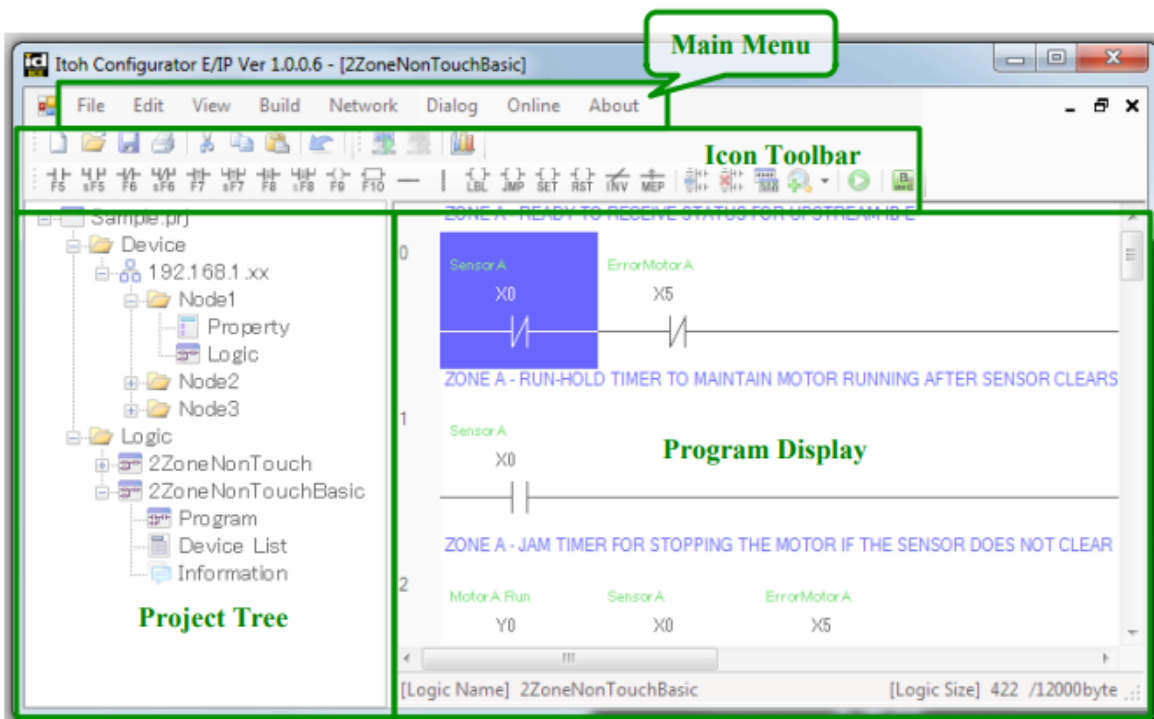 Main Menu
Itoh Configurator E/IP Ver 1.0.0.6 - [2ZoneNonTouchBasic]
File Edit View Build Network Dialog Online About
Icon Toolbar
F5 sF5 F6 sF6 F7 sF7 F8 sF8 F9 F10 LBL JMP SET RST INV MEP
Sample.prj
Device
192.168.1.xx
Node1
Property
Logic
Node2
Node3
Logic
2ZoneNonTouch
2ZoneNonTouchBasic
Program
Device List
Information
Project Tree
ZONE A - READY TO RECEIVE STATUS FOR UPSTREAM IB-E
0
SensorA ErrorMotorA
X0 X5
ZONE A - RUN-HOLD TIMER TO MAINTAIN MOTOR RUNNING AFTER SENSOR CLEARS
1
SensorA
X0
Program Display
ZONE A - JAM TIMER FOR STOPPING THE MOTOR IF THE SENSOR DOES NOT CLEAR
2
MotorA Run SensorA ErrorMotorA
Y0 X0 X5
[Logic Name] 2ZoneNonTouchBasic [Logic Size] 422 /12000byte